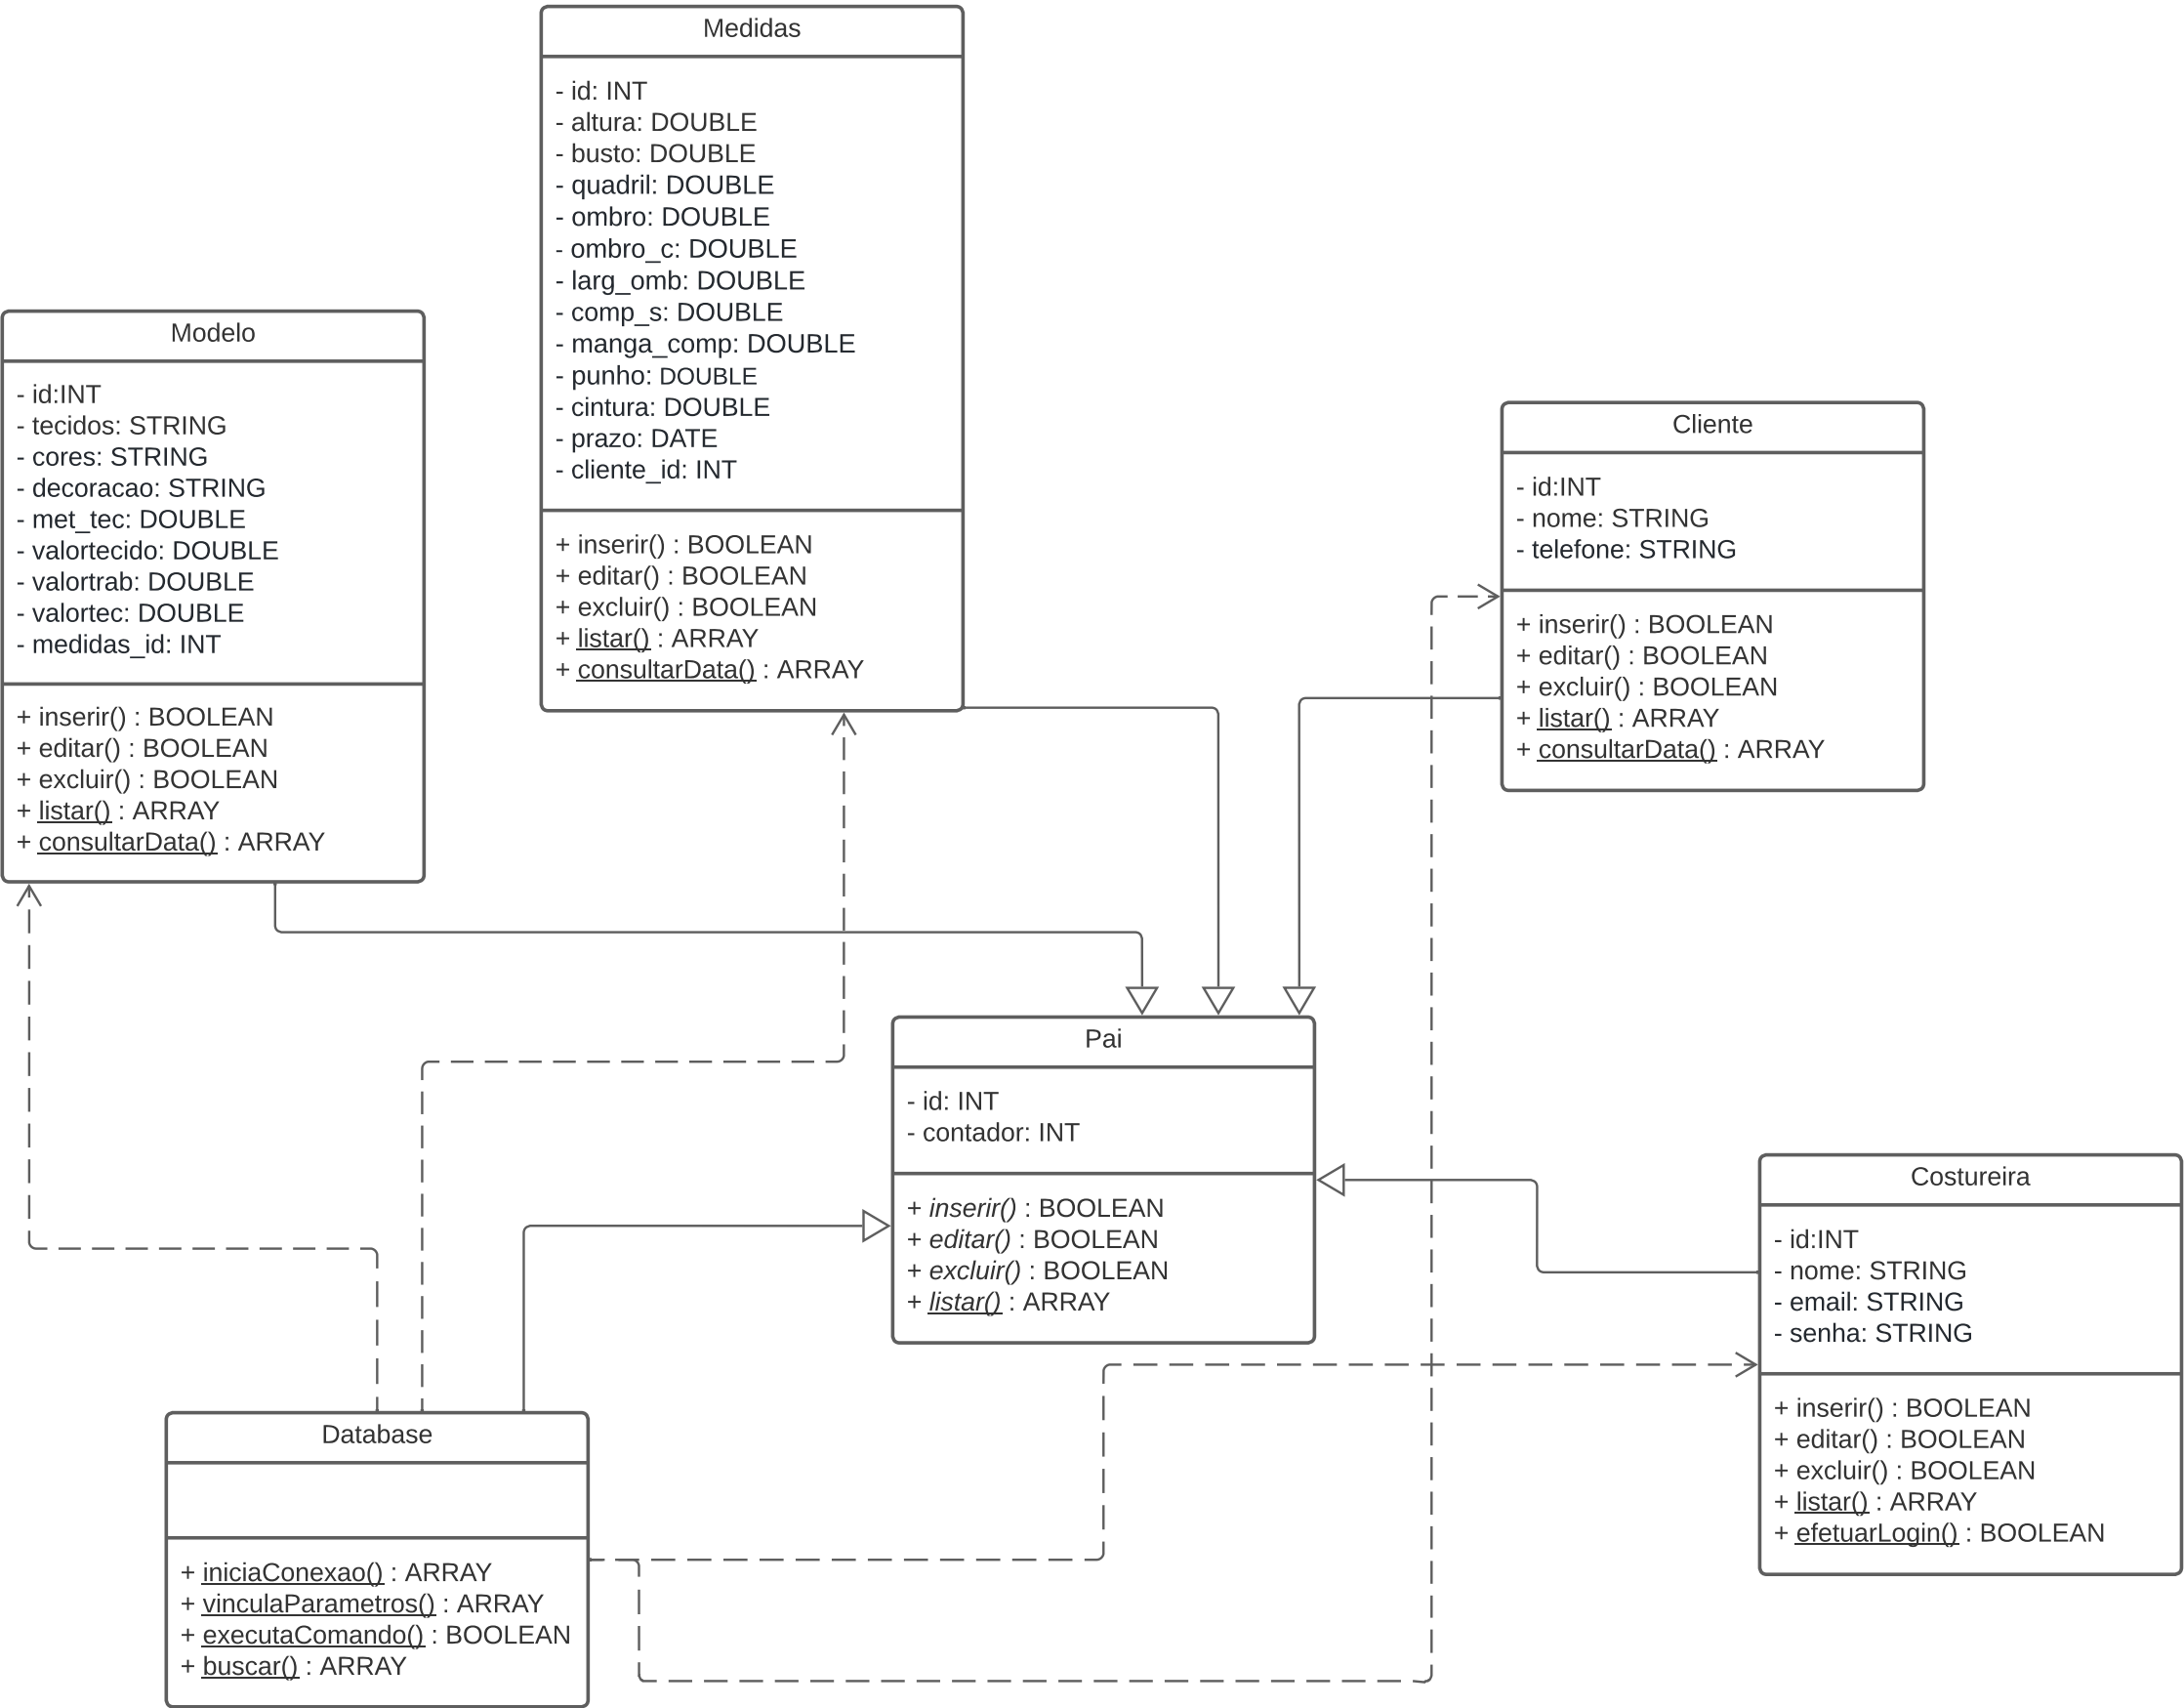 Medidas
- id: INT
- altura: DOUBLE
- busto: DOUBLE
- quadril: DOUBLE
- ombro: DOUBLE
- ombro_c: DOUBLE
- larg_omb: DOUBLE
- comp_s: DOUBLE
- manga_comp: DOUBLE
- punho: DOUBLE
- cintura: DOUBLE
- prazo: DATE
- cliente_id: INT
+ inserir() : BOOLEAN
+ editar() : BOOLEAN
+ excluir() : BOOLEAN
+ listar() : ARRAY
+ consultarData() : ARRAY
Modelo
- id:INT
- tecidos: STRING
- cores: STRING
- decoracao: STRING
- met_tec: DOUBLE
- valortecido: DOUBLE
- valortrab: DOUBLE
- valortec: DOUBLE
- medidas_id: INT
+ inserir() : BOOLEAN
+ editar() : BOOLEAN
+ excluir() : BOOLEAN
+ listar() : ARRAY
+ consultarData() : ARRAY
Cliente
- id:INT
- nome: STRING
- telefone: STRING
+ inserir() : BOOLEAN
+ editar() : BOOLEAN
+ excluir() : BOOLEAN
+ listar() : ARRAY
+ consultarData() : ARRAY
Pai
- id: INT
- contador: INT
+ inserir() : BOOLEAN
+ editar() : BOOLEAN
+ excluir() : BOOLEAN
+ listar() : ARRAY
Costureira
- id:INT
- nome: STRING
- email: STRING
- senha: STRING
+ inserir() : BOOLEAN
+ editar() : BOOLEAN
+ excluir() : BOOLEAN
+ listar() : ARRAY
+ efetuarLogin() : BOOLEAN
Database
+ iniciaConexao() : ARRAY
+ vinculaParametros() : ARRAY
+ executaComando() : BOOLEAN
+ buscar() : ARRAY